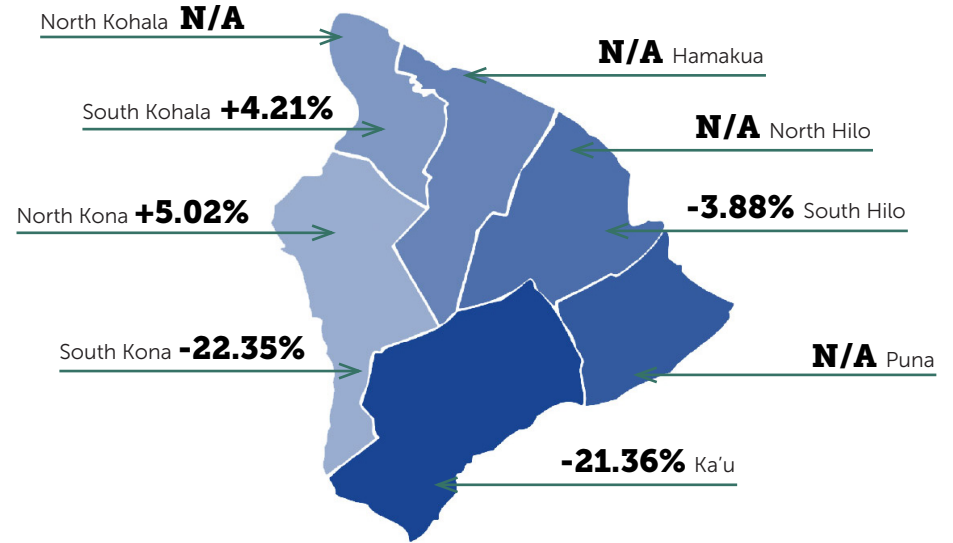 North Kohala N/A
N/A Hamakua
South Kohala +4.21%
N/A North Hilo
North Kona +5.02%
-3.88% South Hilo
South Kona -22.35%
N/A Puna
-21.36% Ka'u